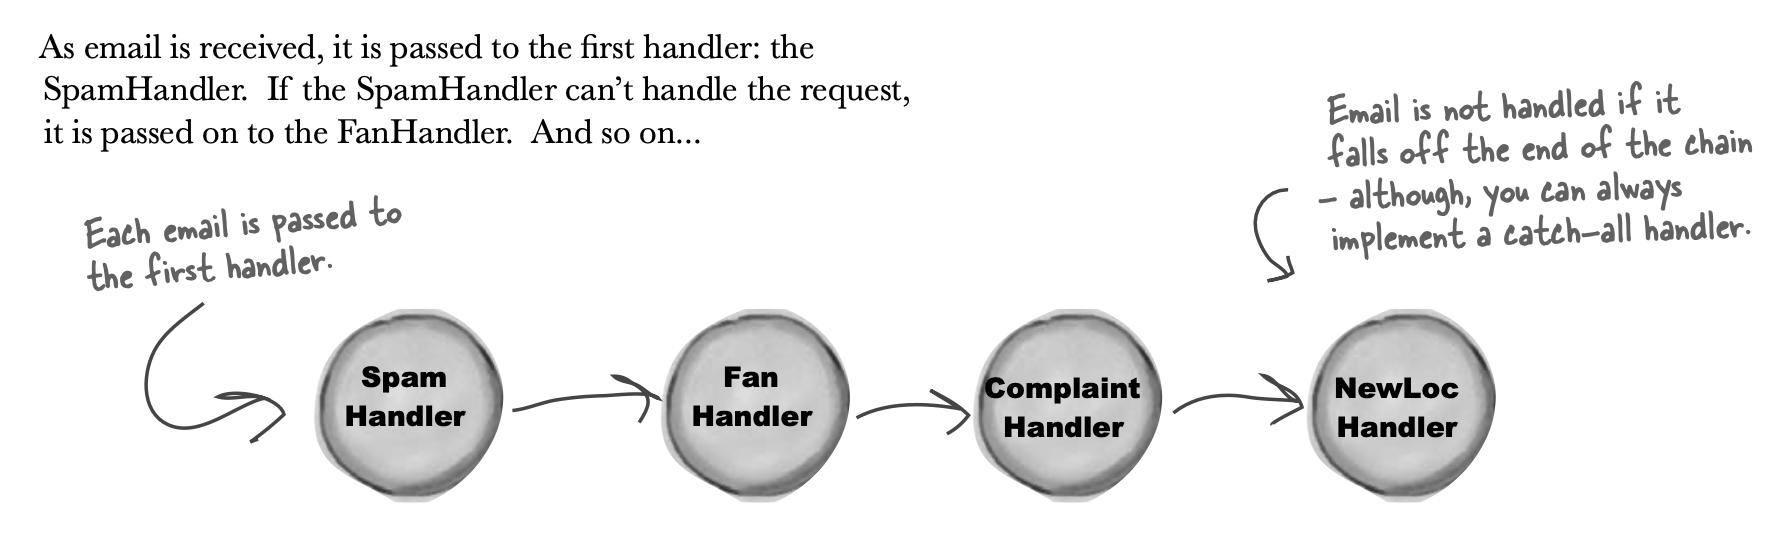 As email is received, it is passed to the first handler: the
SpamHandler.  If the SpamHandler can’t handle the request,
it is passed on to the FanHandler.  And so on...
Email is not handled if it
falls off the end of the chain
– although, you can always
implement a catch–all handler.
Each email is passed to
the first handler.
Spam
Handler
Fan
Handler
Complaint
Handler
NewLoc
Handler